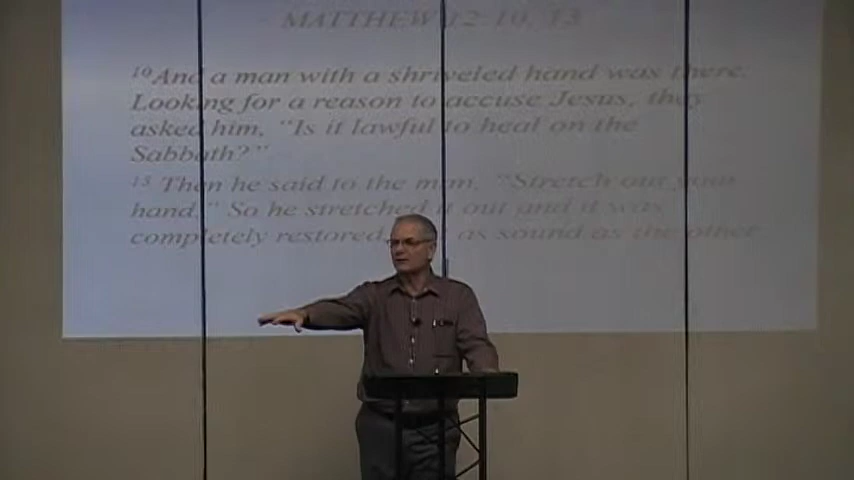 MATTHEW 12:10, 13
10And a man with a shriveled hand was there.
Looking for a reason to accuse Jesus, they
asked him, “Is it lawful to heal on the
Sabbath?”
13 Then he said to the man, “Stretch out your
hand.” So he stretched it out and it was
completely restored, as sound as the other